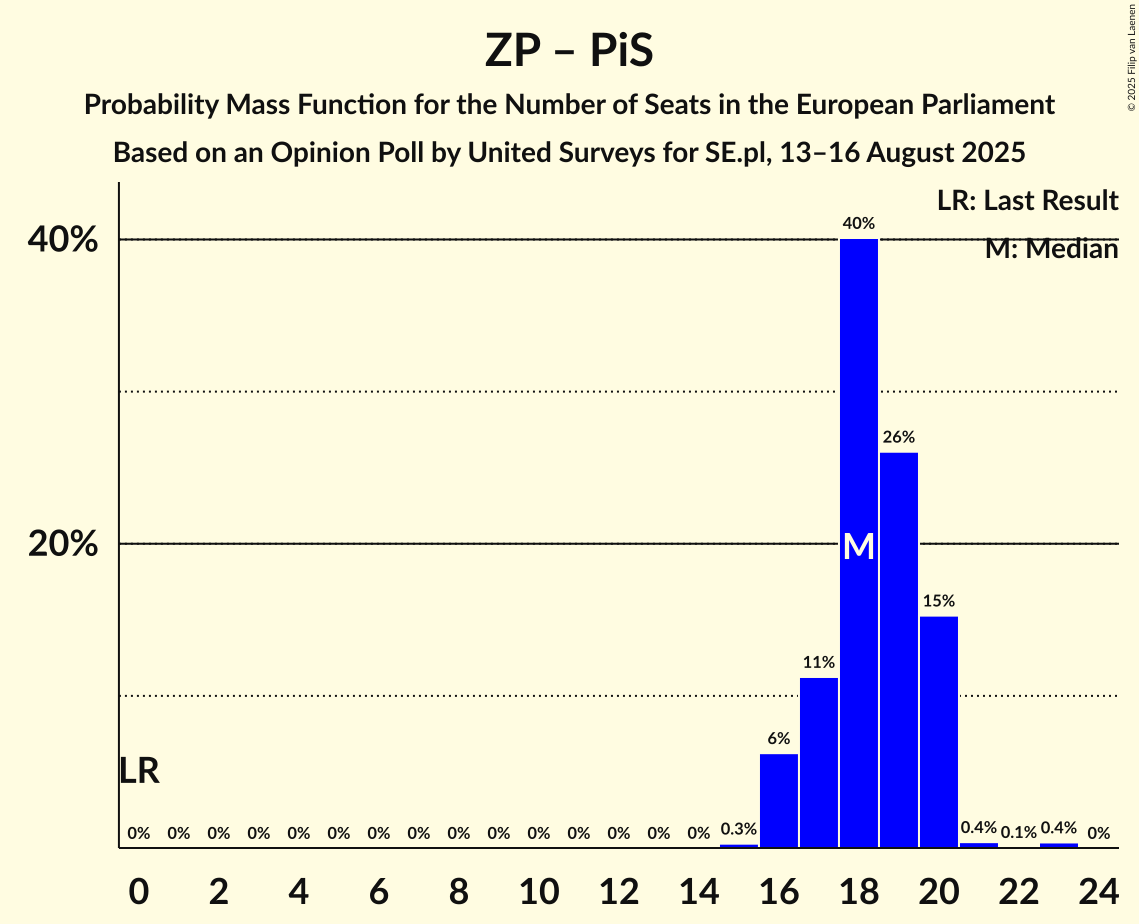 ZP – PiS
Probability Mass Function for the Number of Seats in the European Parliament
Based on an Opinion Poll by United Surveys for SE.pl, 13–16 August 2025
© 2025 Filip van Laenen
LR: Last Result
M: Median
40%
20%
40%
26%
M
15%
11%
6%
LR
0% 0% 0% 0% 0% 0% 0% 0% 0% 0% 0% 0% 0% 0% 0% 0.3% 0.4% 0.1% 0.4% 0%
0 2 4 6 8 10 12 14 16 18 20 22 24